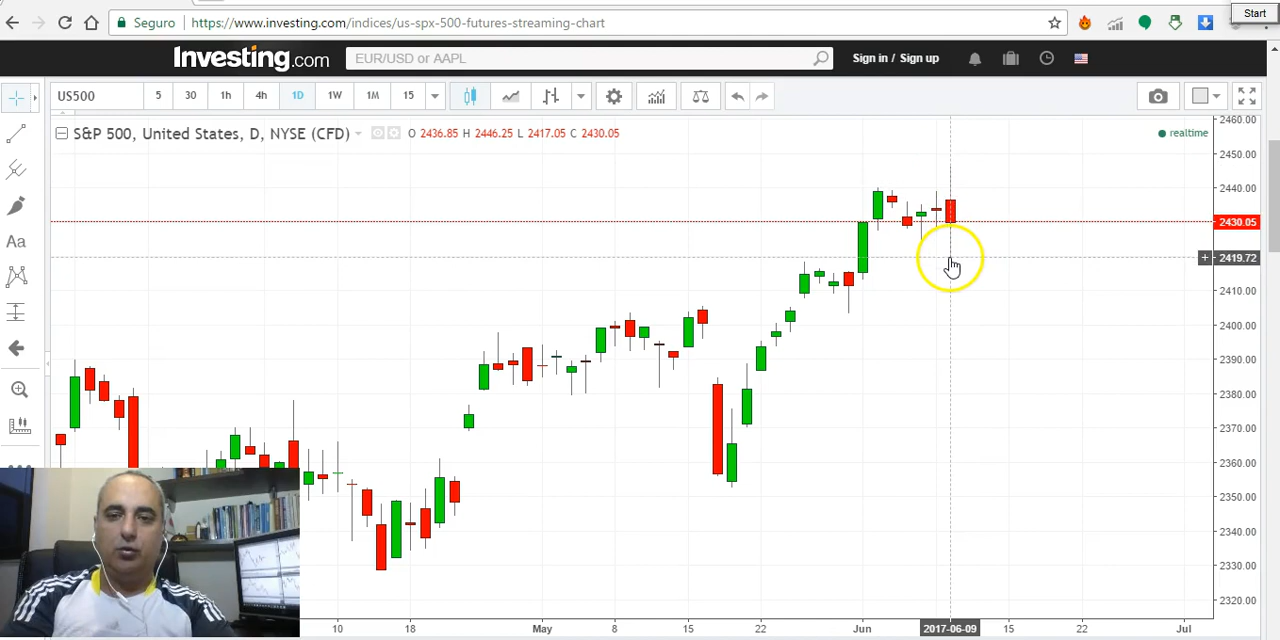 Start
Seguro
https://www.investing.com/indices/us-spx-500-futures-streaming-chart
Investing.com
EUR/USD or AAPL
Sign in / Sign up
US500 5 30 1h 4h 1D 1W 1M 15
S&P 500, United States, D, NYSE (CFD) O 2436.85 H 2446.25 L 2417.05 C 2430.05
realtime
Aa
2460.00
2450.00
2440.00
2430.05
+ 2419.72
2410.00
2400.00
2390.00
2380.00
2370.00
2360.00
2350.00
2340.00
2330.00
2320.00
10 18 May 8 15 22 Jun 2017-06-09 15 22 Jul